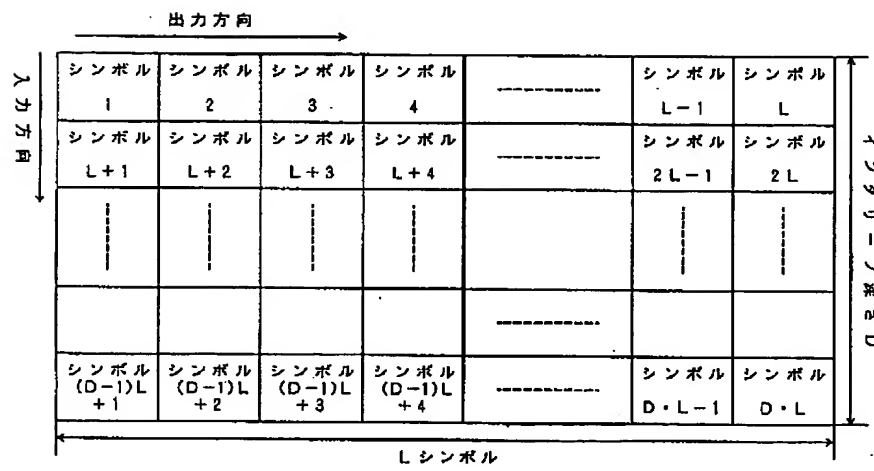 出力方向
入力方向
シンボル シンボル シンボル シンボル シンボル シンボル
1 2 3 4 L-1 L
シンボル シンボル シンボル シンボル シンボル シンボル
L+1 L+2 L+3 L+4 2L-1 2L
シンボル シンボル シンボル シンボル シンボル シンボル
(D-1)L (D-1)L (D-1)L (D-1)L
+1 +2 +3 +4 D・L-1 D・L
インタリーブ深さD
Lシンボル